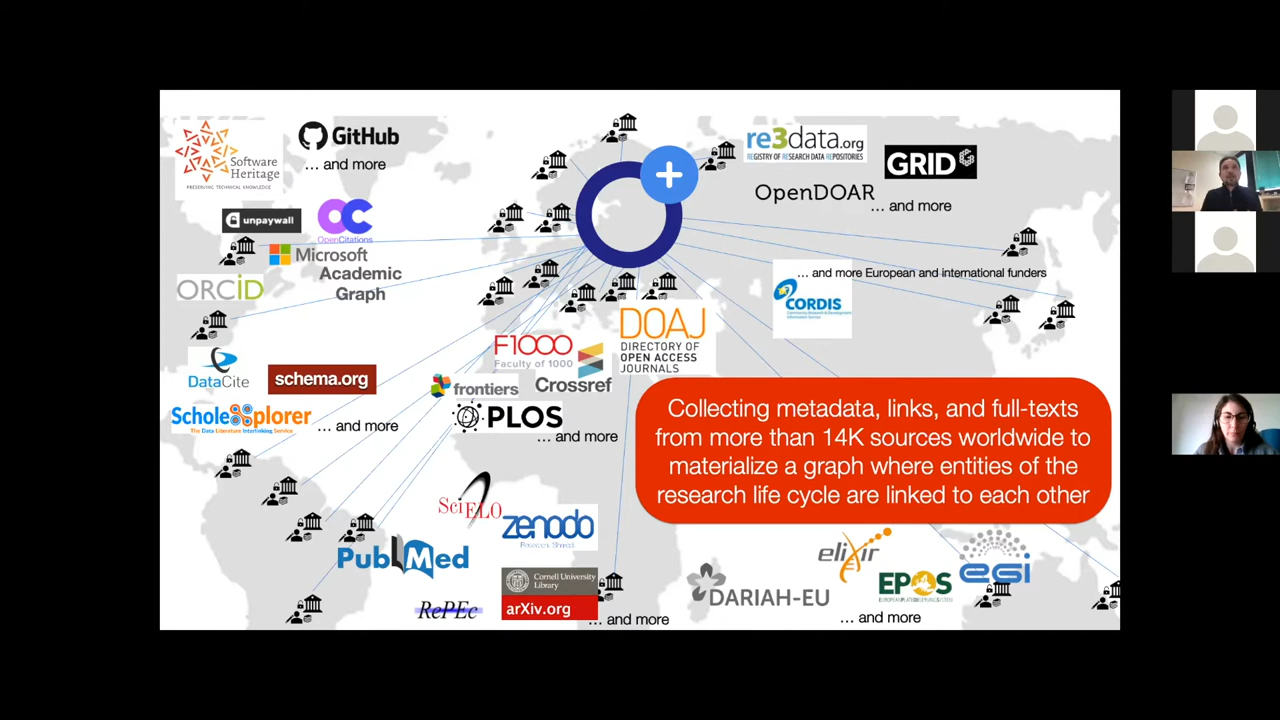 Software
Heritage
PRESERVING TECHNICAL KNOWLEDGE
GitHub
... and more
unpaywall
OpenCitations
Microsoft
Academic
Graph
ORCID
DataCite
schema.org
ScholeXplorer
The Data Literature Interlinking Service
... and more
re3data.org
REGISTRY OF RESEARCH DATA REPOSITORIES
GRID
OpenDOAR
... and more
... and more European and international funders
CORDIS
F1000
Faculty of 1000
DOAJ
DIRECTORY OF
OPEN ACCESS
JOURNALS
frontiers
Crossref
PLOS
... and more
Collecting metadata, links, and full-texts
from more than 14K sources worldwide to
materialize a graph where entities of the
research life cycle are linked to each other
SciELO
zenodo
Research. Shared.
PubMed
RePEc
Cornell University
Library
arXiv.org
... and more
DARIAH-EU
elixir
EPOS
egi
... and more